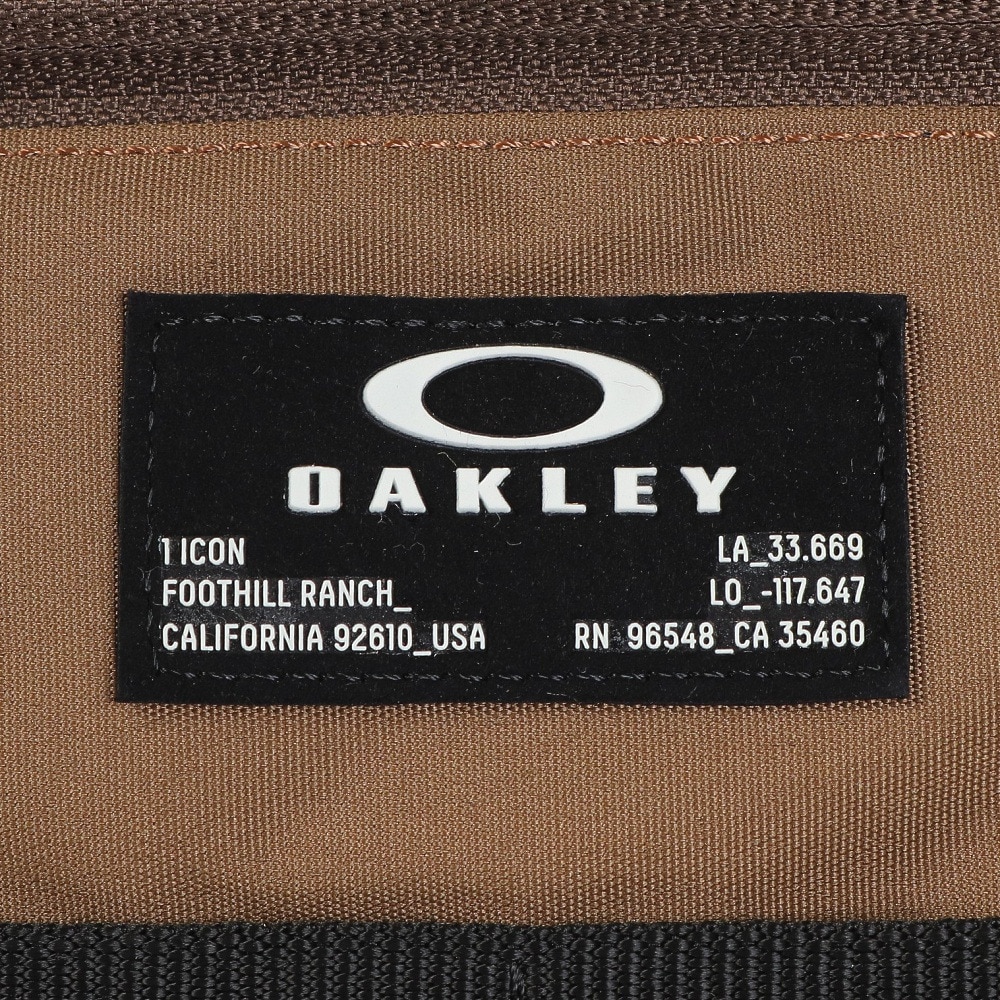 OAKLEY
1 ICON
FOOTHILL RANCH_
CALIFORNIA 92610_USA
LA_33.669
LO_-117.647
RN 96548_CA 35460